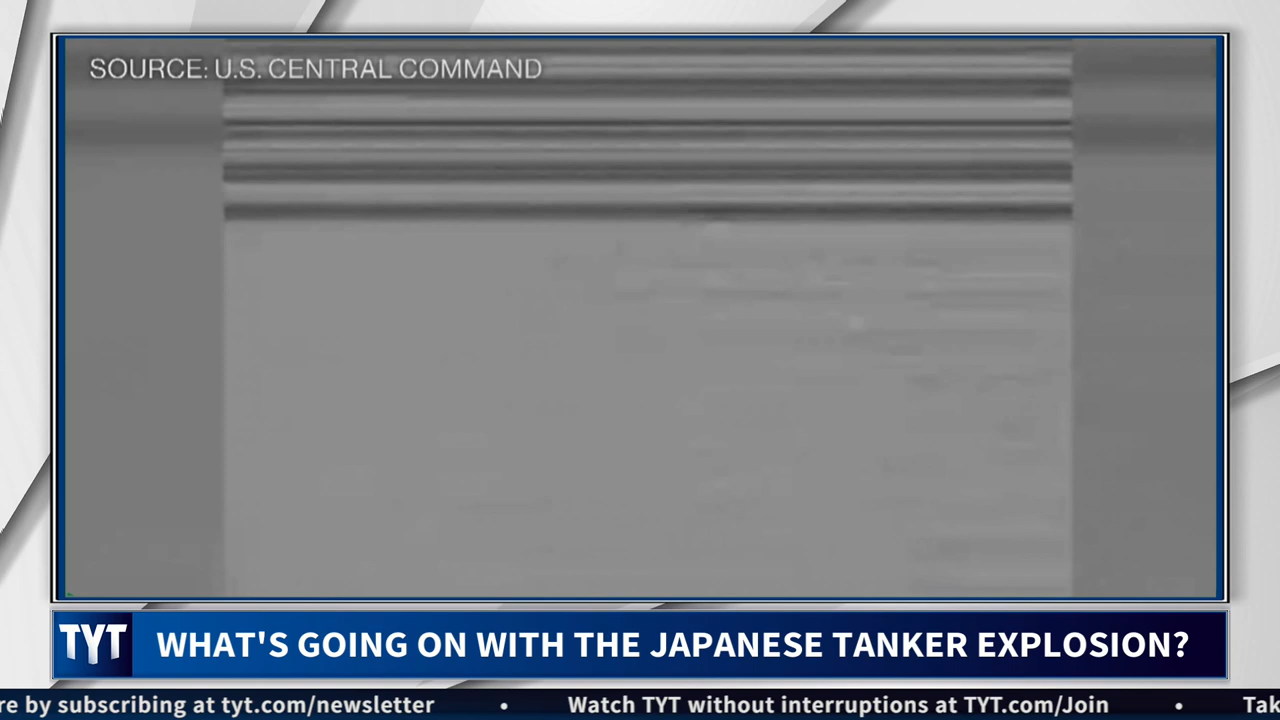 SOURCE: U.S. CENTRAL COMMAND
TYT WHAT'S GOING ON WITH THE JAPANESE TANKER EXPLOSION?
re by subscribing at tyt.com/newsletter • Watch TYT without interruptions at TYT.com/Join • Tak